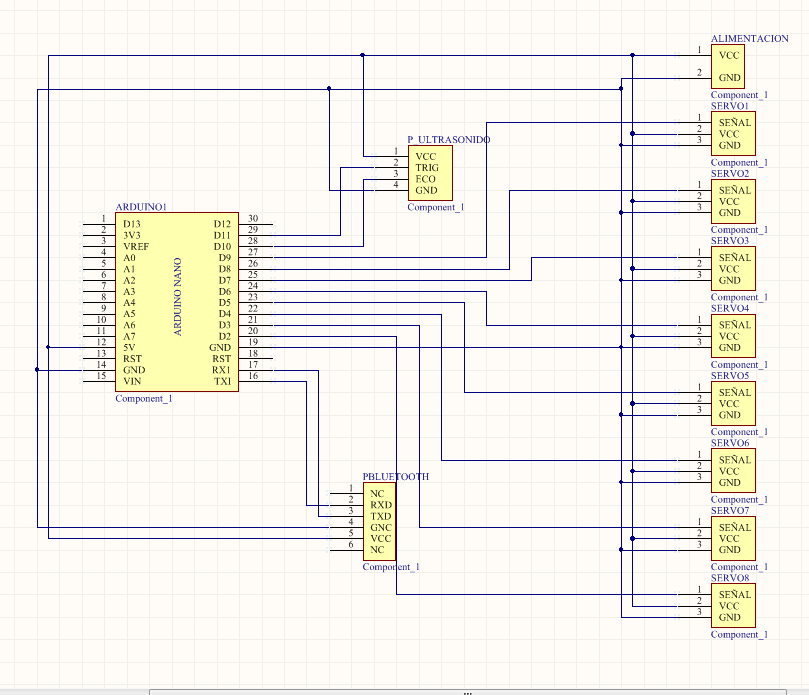 ALIMENTACION
1 VCC
2 GND
Component_1
SERVO1
1 SEÑAL
2 VCC
3 GND
Component_1
P_ULTRASONIDO
1 VCC
2 TRIG
3 ECO
4 GND
Component_1
SERVO2
1 SEÑAL
2 VCC
3 GND
Component_1
ARDUINO1
1 D13 D12 30
2 3V3 D11 29
3 VREF D10 28
4 A0 D9 27
5 A1 D8 26
6 A2 D7 25
7 A3 D6 24
8 A4 D5 23
9 A5 D4 22
10 A6 D3 21
11 A7 D2 20
12 5V GND 19
13 RST RST 18
14 GND RX1 17
15 VIN TXI 16
ARDUINO NANO
Component_1
SERVO3
1 SEÑAL
2 VCC
3 GND
Component_1
SERVO4
1 SEÑAL
2 VCC
3 GND
Component_1
SERVO5
1 SEÑAL
2 VCC
3 GND
Component_1
SERVO6
1 SEÑAL
2 VCC
3 GND
Component_1
PBLUETOOTH
1 NC
2 RXD
3 TXD
4 GNC
5 VCC
6 NC
Component_1
SERVO7
1 SEÑAL
2 VCC
3 GND
Component_1
SERVO8
1 SEÑAL
2 VCC
3 GND
Component_1